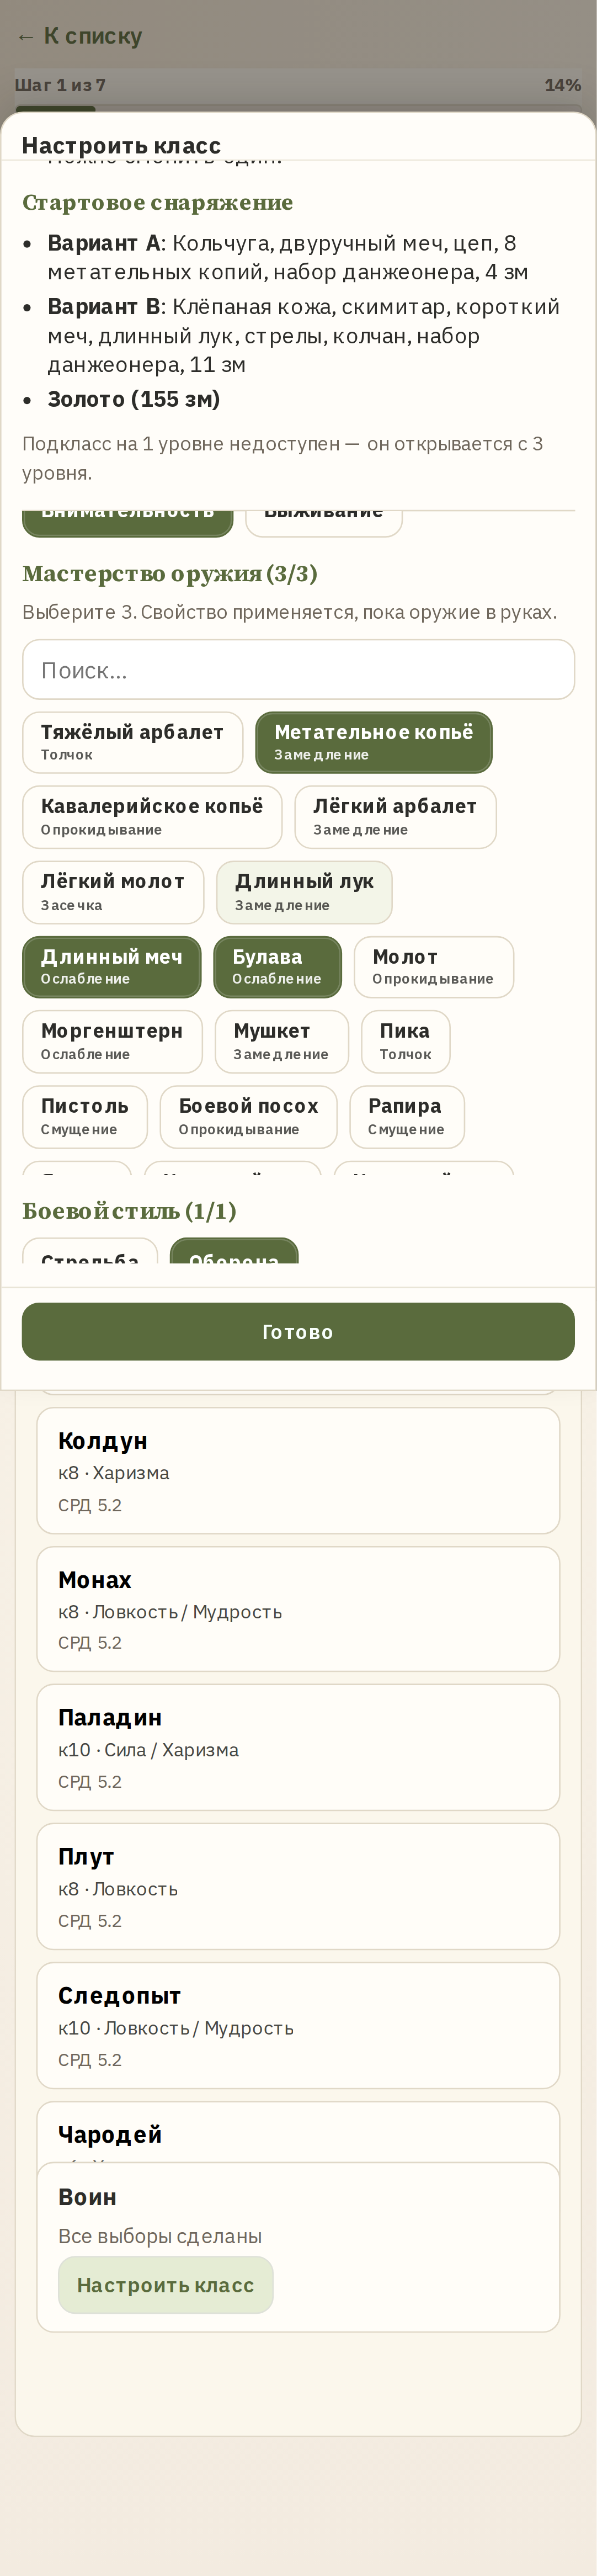 ← К списку
Шаг 1 из 7 14%
Настроить класс
Стартовое снаряжение
• Вариант A: Кольчуга, двуручный меч, цеп, 8
метательных копий, набор данжеонера, 4 зм
• Вариант B: Клёпаная кожа, скимитар, короткий
меч, длинный лук, стрелы, колчан, набор
данжеонера, 11 зм
• Золото (155 зм)
Подкласс на 1 уровне недоступен — он открывается с 3
уровня.
Внимательность Выживание
Мастерство оружия (3/3)
Выберите 3. Свойство применяется, пока оружие в руках.
Поиск...
Тяжёлый арбалет Метательное копьё
Толчок Замедление
Кавалерийское копьё Лёгкий арбалет
Опрокидывание Замедление
Лёгкий молот Длинный лук
Засечка Замедление
Длинный меч Булава Молот
Ослабление Ослабление Опрокидывание
Моргенштерн Мушкет Пика
Ослабление Замедление Толчок
Пистоль Боевой посох Рапира
Смущение Опрокидывание Смущение
Боевой стиль (1/1)
Стрельба Оборона
Готово
Колдун
к8 · Харизма
СРД 5.2
Монах
к8 · Ловкость / Мудрость
СРД 5.2
Паладин
к10 · Сила / Харизма
СРД 5.2
Плут
к8 · Ловкость
СРД 5.2
Следопыт
к10 · Ловкость / Мудрость
СРД 5.2
Чародей
Воин
Все выборы сделаны
Настроить класс